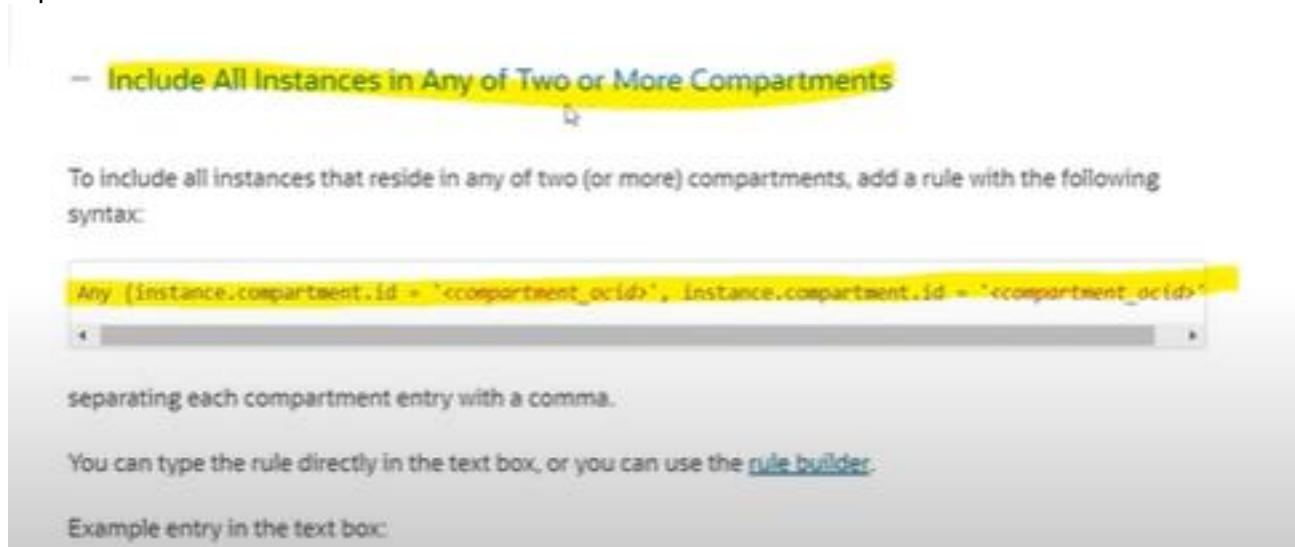 — Include All Instances in Any of Two or More Compartments
To include all instances that reside in any of two (or more) compartments, add a rule with the following
syntax:
Any {instance.compartment.id = '<compartment_ocid>', instance.compartment.id = '<compartment_ocid>'
separating each compartment entry with a comma.
You can type the rule directly in the text box, or you can use the rule builder.
Example entry in the text box: